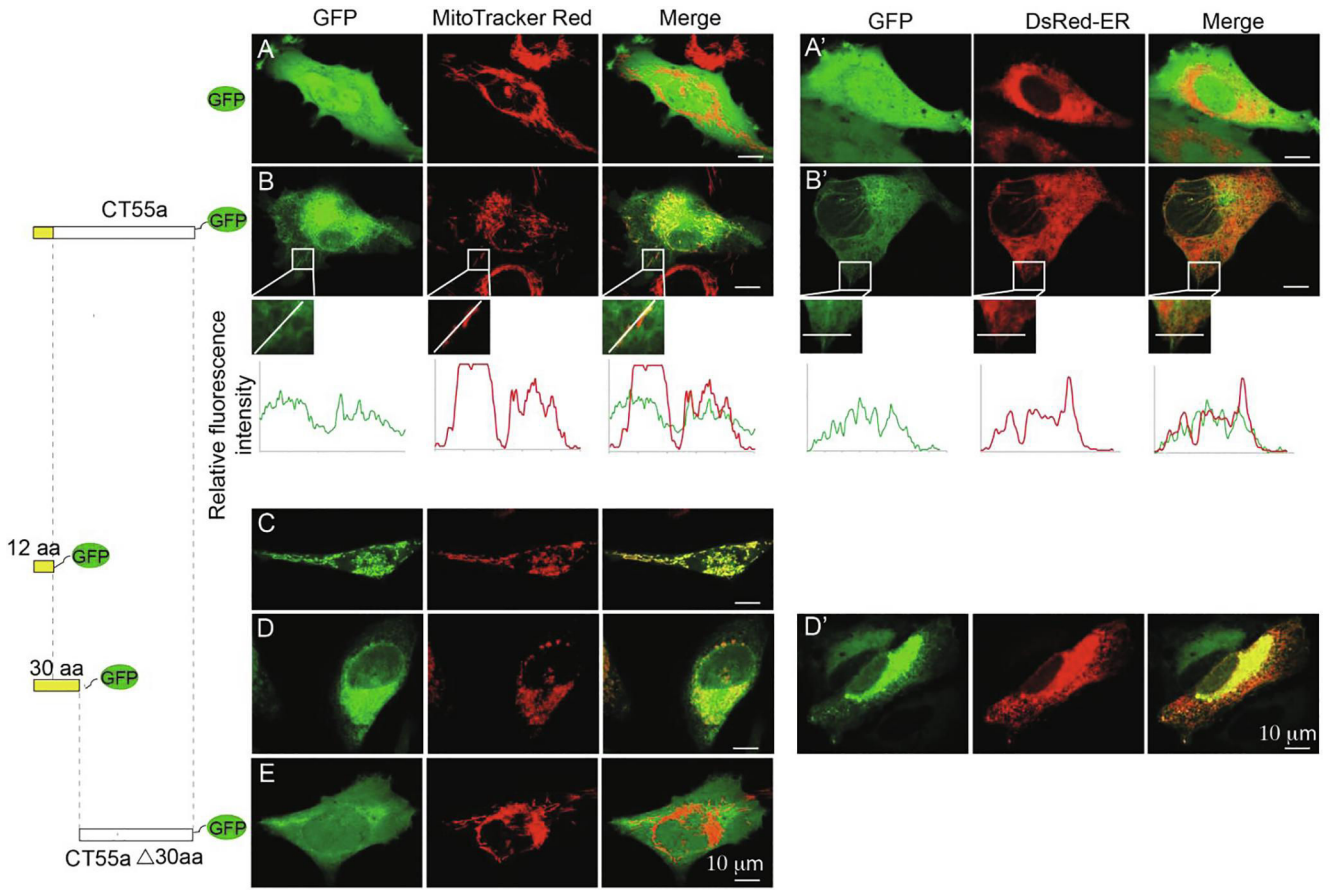 GFP MitoTracker Red Merge GFP DsRed-ER Merge
A A'
GFP
B B'
CT55a GFP
Relative fluorescence
intensity
C
12 aa GFP
D D'
30 aa GFP
10 µm
E
GFP
CT55a △30aa
10 µm